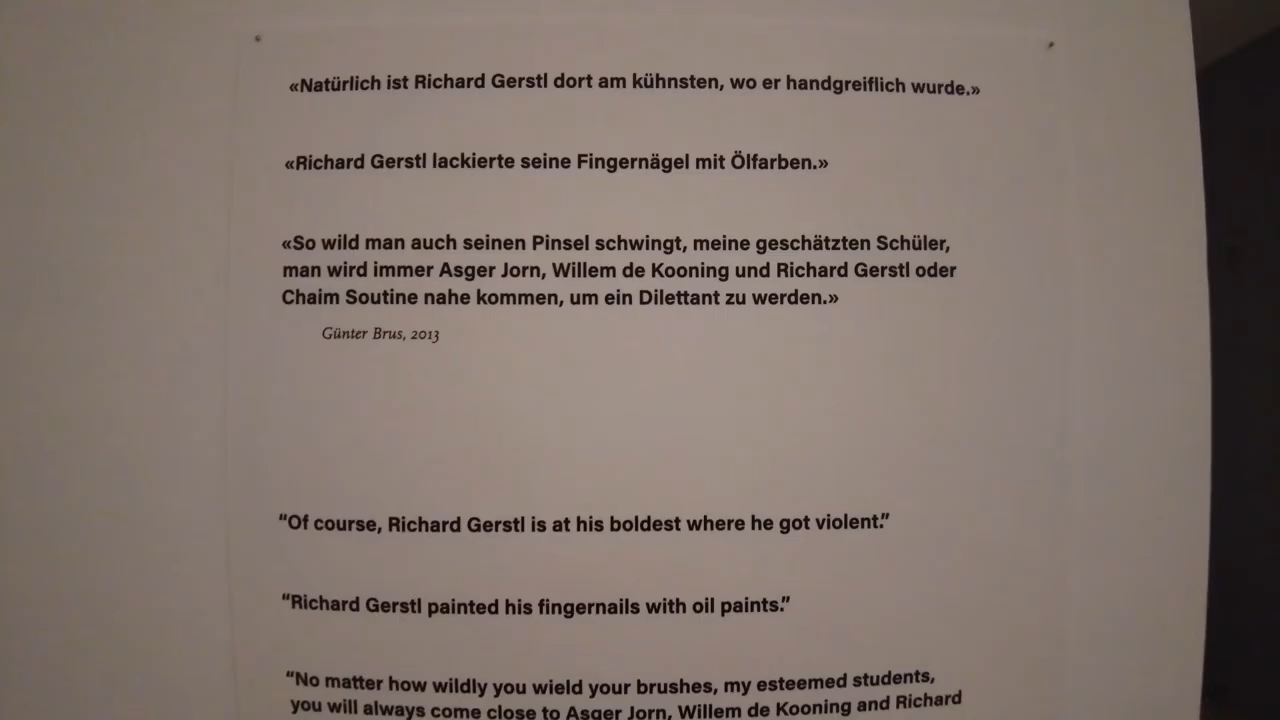 «Natürlich ist Richard Gerstl dort am kühnsten, wo er handgreiflich wurde.»
«Richard Gerstl lackierte seine Fingernägel mit Ölfarben.»
«So wild man auch seinen Pinsel schwingt, meine geschätzten Schüler,
man wird immer Asger Jorn, Willem de Kooning und Richard Gerstl oder
Chaim Soutine nahe kommen, um ein Dilettant zu werden.»
Günter Brus, 2013
“Of course, Richard Gerstl is at his boldest where he got violent.”
“Richard Gerstl painted his fingernails with oil paints.”
“No matter how wildly you wield your brushes, my esteemed students,
you will always come close to Asger Jorn, Willem de Kooning and Richard